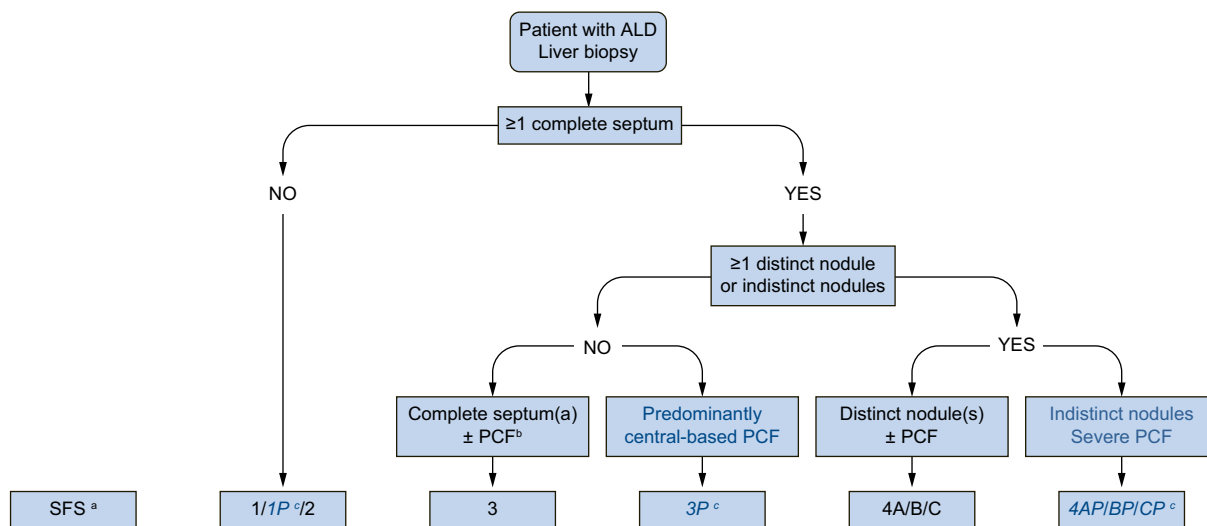 Patient with ALD
Liver biopsy
≥1 complete septum
NO
YES
≥1 distinct nodule
or indistinct nodules
NO
YES
Complete septum(a)
± PCFᵇ
Predominantly
central-based PCF
Distinct nodule(s)
± PCF
Indistinct nodules
Severe PCF
SFS ᵃ
1/1P ᶜ/2
3
3P ᶜ
4A/B/C
4AP/BP/CP ᶜ